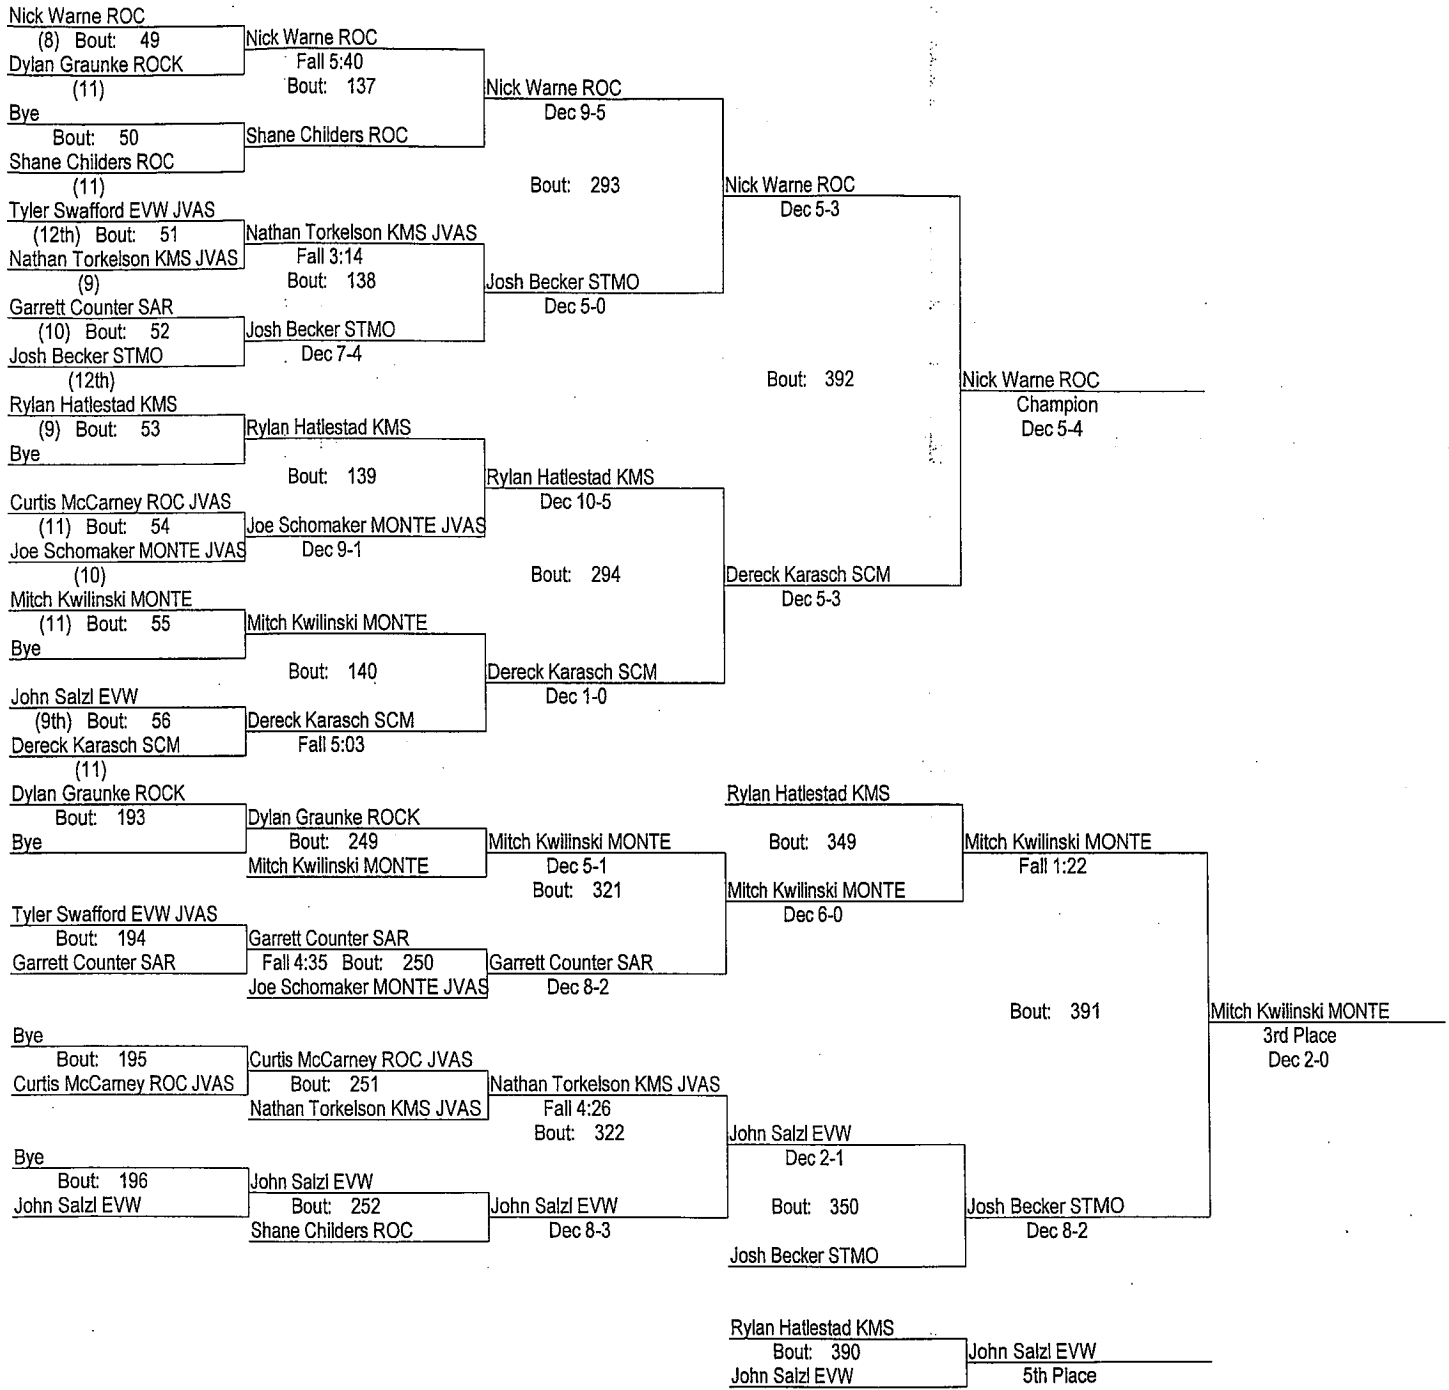 Nick Warne ROC
(8) Bout: 49
Dylan Graunke ROCK
(11)
Bye
Bout: 50
Shane Childers ROC
(11)
Tyler Swafford EVW JVAS
(12th) Bout: 51
Nathan Torkelson KMS JVAS
(9)
Garrett Counter SAR
(10) Bout: 52
Josh Becker STMO
(12th)
Rylan Hatlestad KMS
(9) Bout: 53
Bye
Curtis McCarney ROC JVAS
(11) Bout: 54
Joe Schomaker MONTE JVAS
(10)
Mitch Kwilinski MONTE
(11) Bout: 55
Bye
John Salzl EVW
(9th) Bout: 56
Dereck Karasch SCM
(11)
Nick Warne ROC
Fall 5:40
Bout: 137
Shane Childers ROC
Nathan Torkelson KMS JVAS
Fall 3:14
Bout: 138
Josh Becker STMO
Dec 7-4
Rylan Hatlestad KMS
Bout: 139
Joe Schomaker MONTE JVAS
Dec 9-1
Mitch Kwilinski MONTE
Bout: 140
Dereck Karasch SCM
Fall 5:03
Nick Warne ROC
Dec 9-5
Bout: 293
Josh Becker STMO
Dec 5-0
Rylan Hatlestad KMS
Dec 10-5
Bout: 294
Dereck Karasch SCM
Dec 1-0
Nick Warne ROC
Dec 5-3
Bout: 392
Dereck Karasch SCM
Dec 5-3
Nick Warne ROC
Champion
Dec 5-4
Dylan Graunke ROCK
Bout: 193
Bye
Tyler Swafford EVW JVAS
Bout: 194
Garrett Counter SAR
Bye
Bout: 195
Curtis McCarney ROC JVAS
Bye
Bout: 196
John Salzl EVW
Dylan Graunke ROCK
Bout: 249
Mitch Kwilinski MONTE
Garrett Counter SAR
Fall 4:35 Bout: 250
Joe Schomaker MONTE JVAS
Curtis McCarney ROC JVAS
Bout: 251
Nathan Torkelson KMS JVAS
John Salzl EVW
Bout: 252
Shane Childers ROC
Mitch Kwilinski MONTE
Dec 5-1
Bout: 321
Garrett Counter SAR
Dec 8-2
Nathan Torkelson KMS JVAS
Fall 4:26
Bout: 322
John Salzl EVW
Dec 8-3
Rylan Hatlestad KMS
Bout: 349
Mitch Kwilinski MONTE
Dec 6-0
John Salzl EVW
Dec 2-1
Bout: 350
Josh Becker STMO
Mitch Kwilinski MONTE
Fall 1:22
Bout: 391
Josh Becker STMO
Dec 8-2
Mitch Kwilinski MONTE
3rd Place
Dec 2-0
Rylan Hatlestad KMS
Bout: 390
John Salzl EVW
John Salzl EVW
5th Place